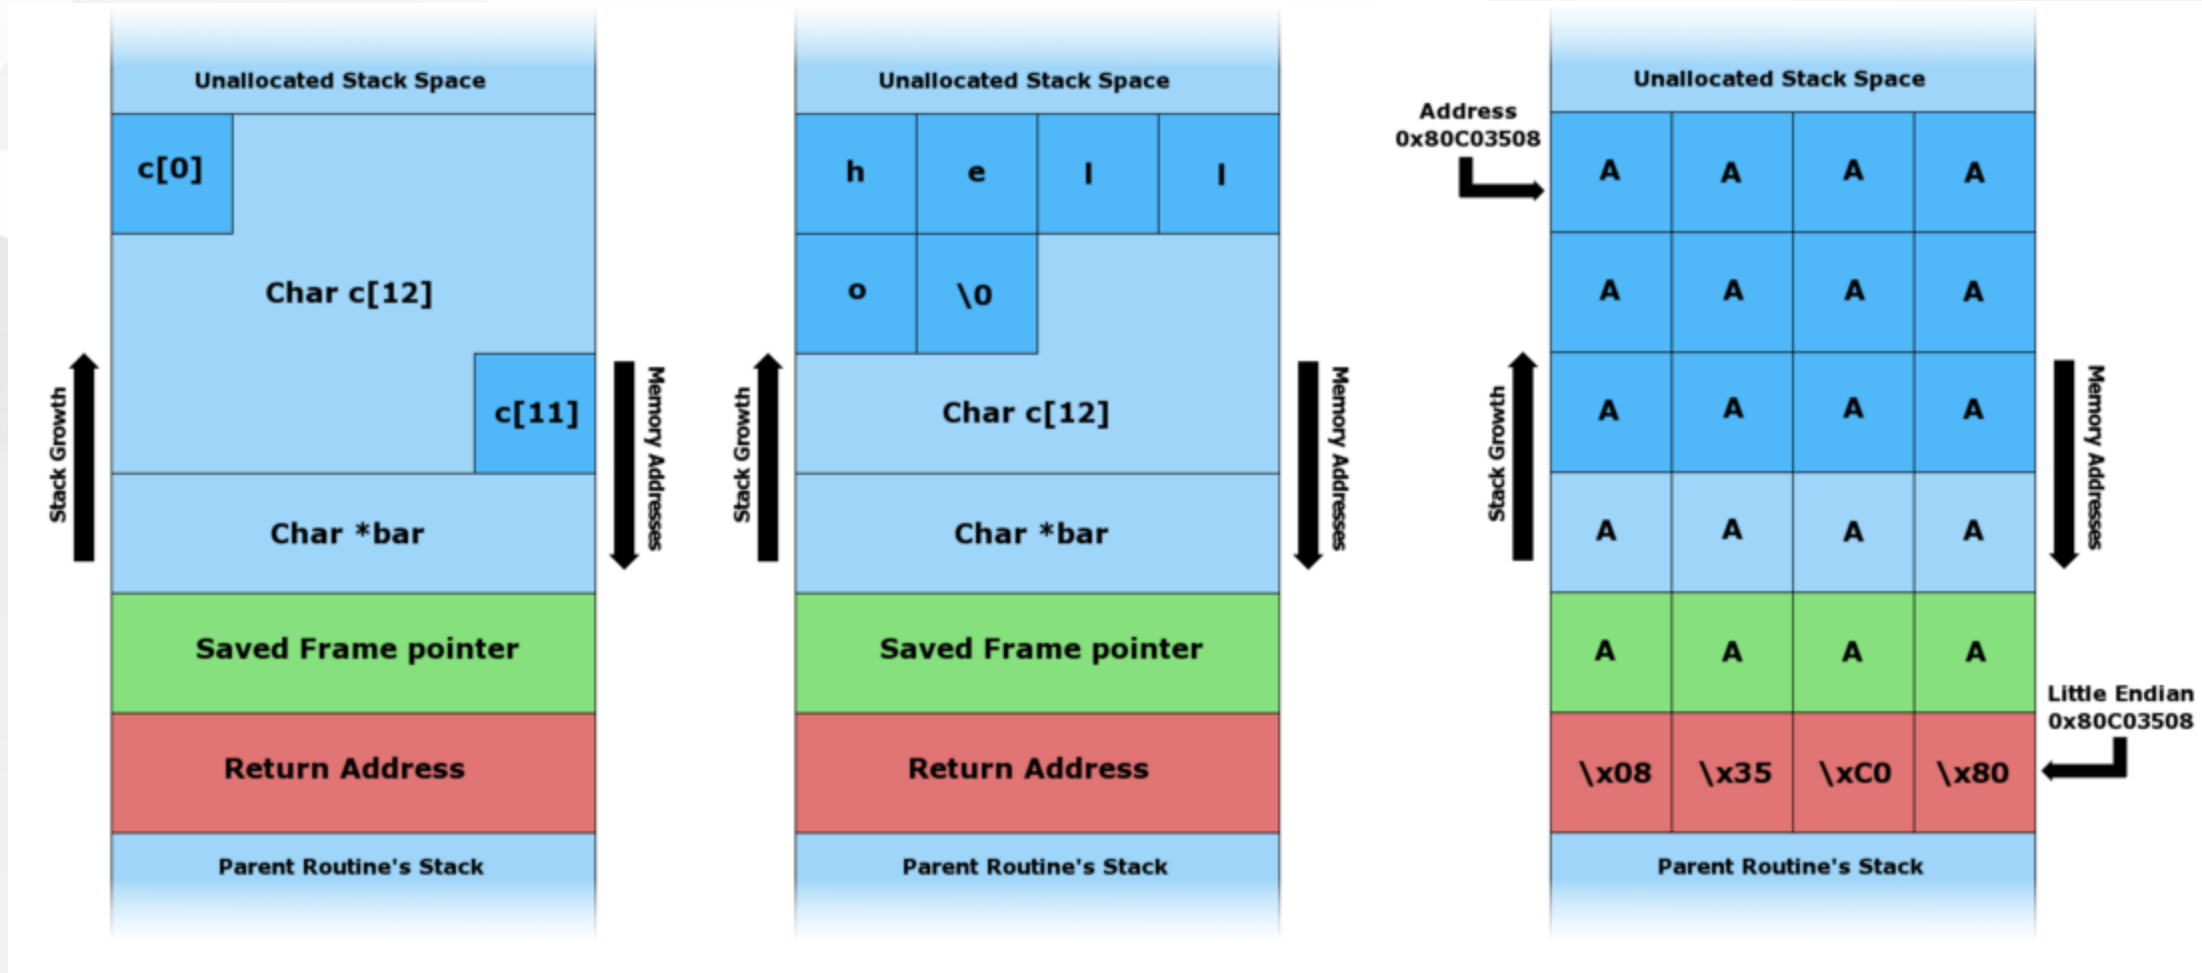 Unallocated Stack Space
c[0]
Char c[12]
c[11]
Char *bar
Saved Frame pointer
Return Address
Parent Routine's Stack
Stack Growth
Memory Addresses
Unallocated Stack Space
h e l l
o \0
Char c[12]
Char *bar
Saved Frame pointer
Return Address
Parent Routine's Stack
Stack Growth
Memory Addresses
Address
0x80C03508
Unallocated Stack Space
A A A A
A A A A
A A A A
A A A A
A A A A
\x08 \x35 \xC0 \x80
Parent Routine's Stack
Stack Growth
Memory Addresses
Little Endian
0x80C03508